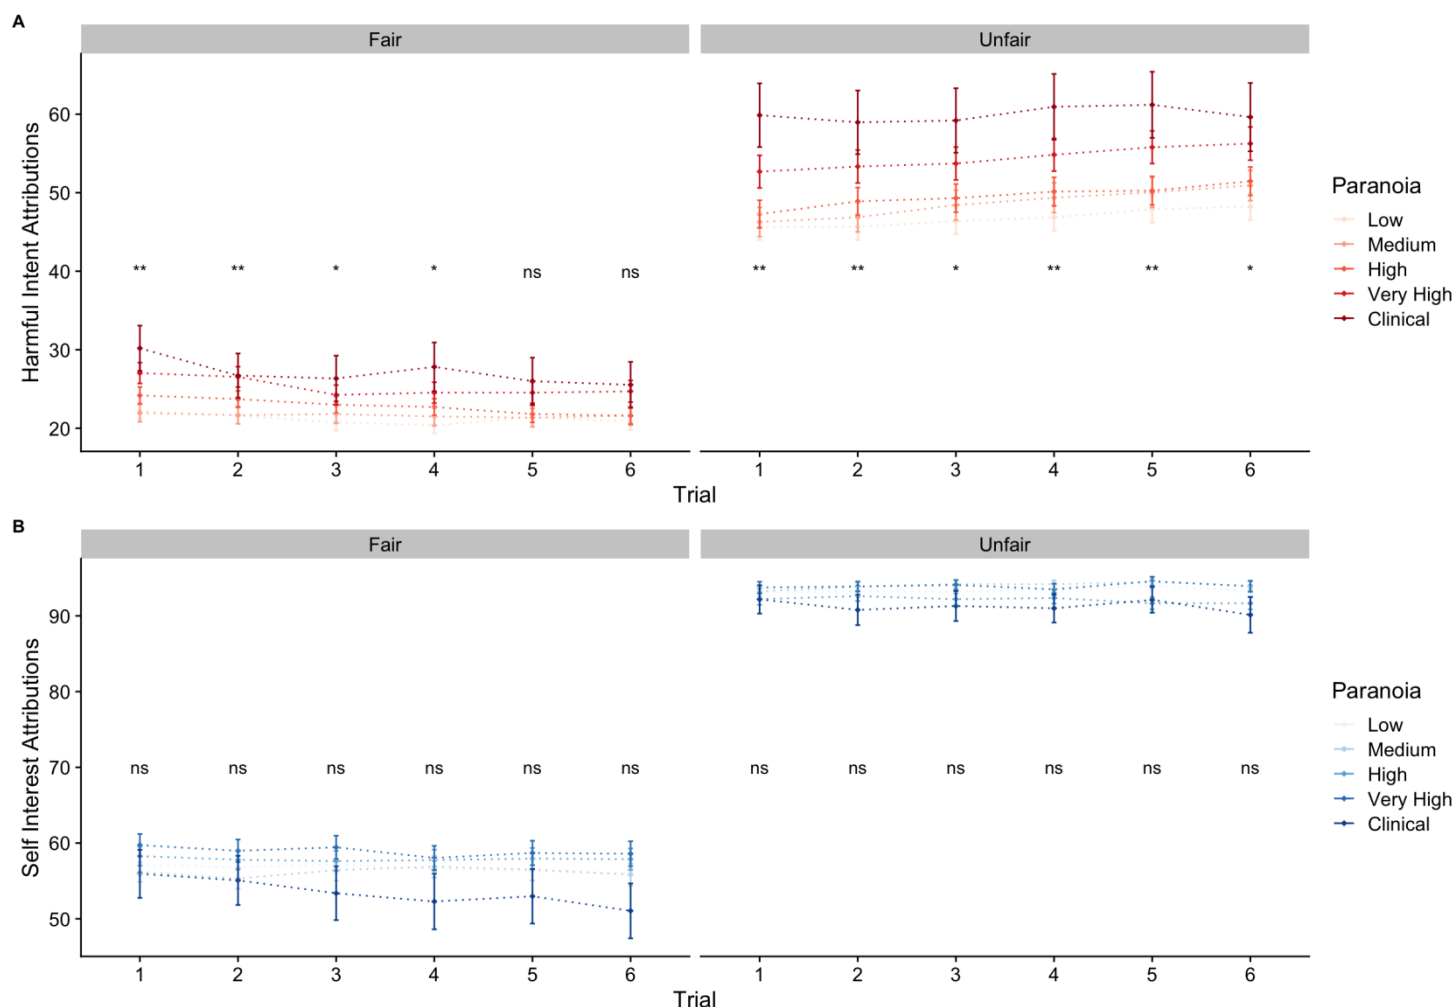 A
Fair
Unfair
Harmful Intent Attributions
60
50
40
30
20
** ** * * ns ns
** ** * ** ** *
1 2 3 4 5 6
1 2 3 4 5 6
Trial
Paranoia
Low
Medium
High
Very High
Clinical
B
Fair
Unfair
Self Interest Attributions
90
80
70
60
50
ns ns ns ns ns ns
ns ns ns ns ns ns
1 2 3 4 5 6
1 2 3 4 5 6
Trial
Paranoia
Low
Medium
High
Very High
Clinical